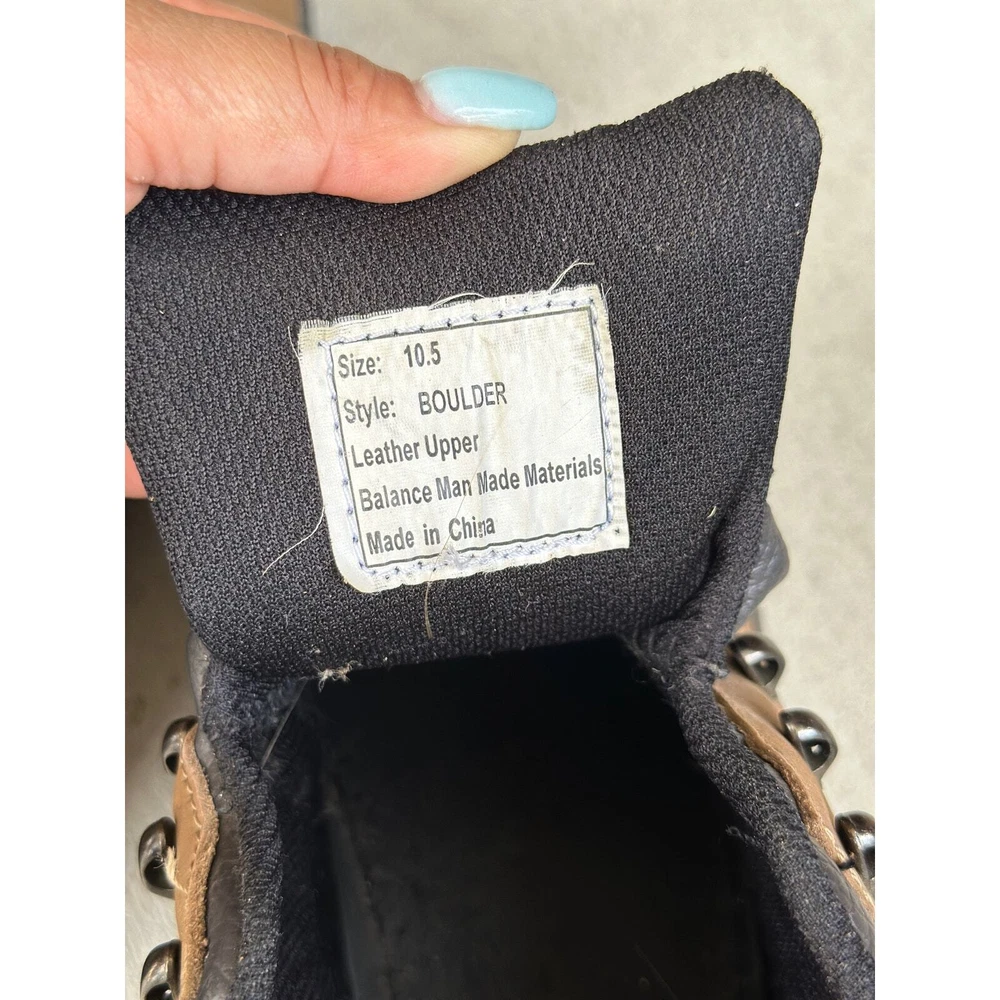 Size: 10.5
Style: BOULDER
Leather Upper
Balance Man Made Materials
Made in China